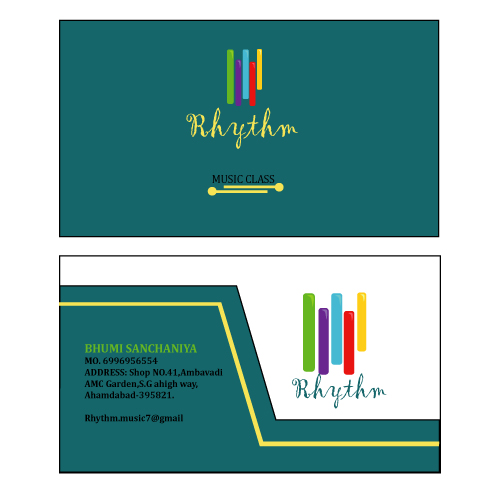 Rhythm
MUSIC CLASS
BHUMI SANCHANIYA
MO. 6996956554
ADDRESS: Shop NO.41,Ambavadi
AMC Garden,S.G ahigh way,
Ahamdabad-395821.
Rhythm.music7@gmail
Rhythm